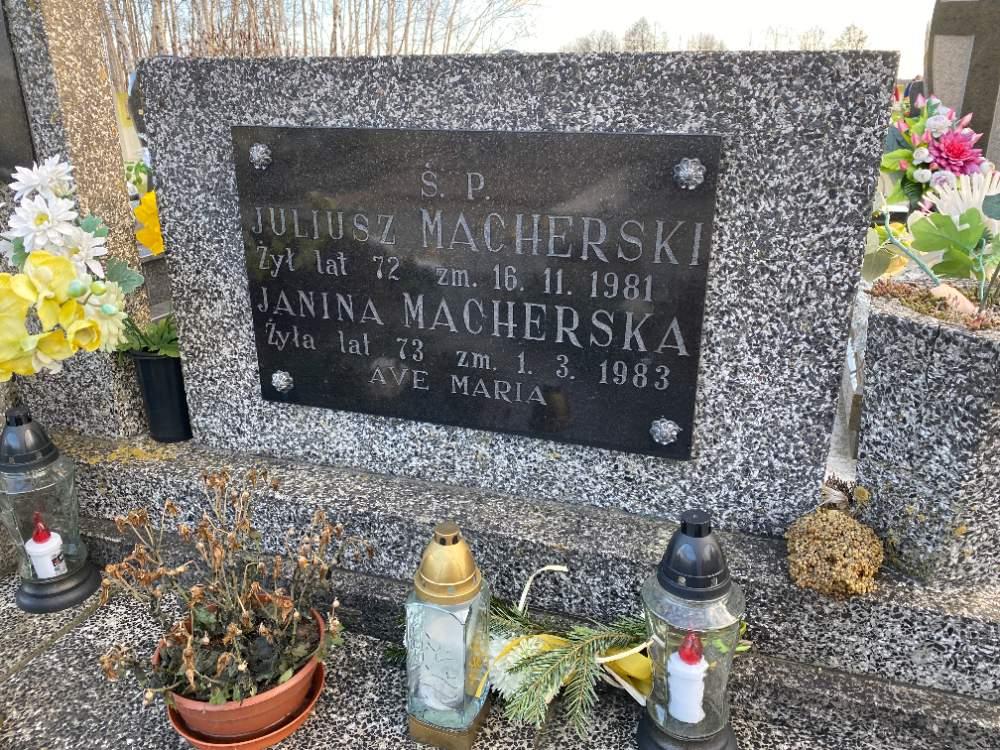 Ś. P.
JULIUSZ MACHERSKI
Żył lat 72 zm. 16. 11. 1981
JANINA MACHERSKA
Żyła lat 73 zm. 1. 3. 1983
AVE MARIA